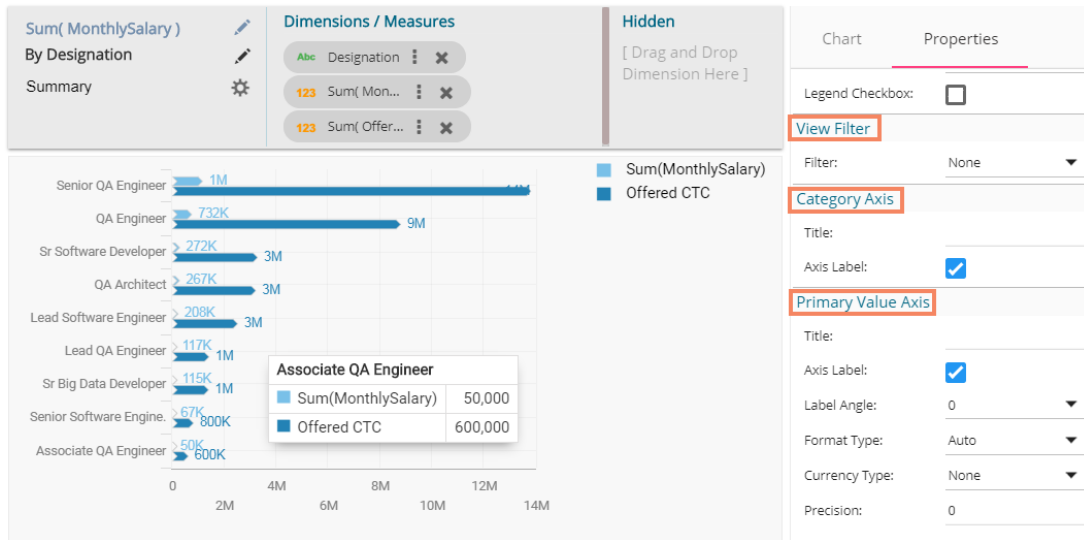 Sum( MonthlySalary )
By Designation
Summary
Dimensions / Measures
Abc Designation
123 Sum( Mon...
123 Sum( Offer...
Hidden
[ Drag and Drop
Dimension Here ]
Chart Properties
Legend Checkbox:
View Filter
Filter: None
Category Axis
Title:
Axis Label:
Primary Value Axis
Title:
Axis Label:
Label Angle: 0
Format Type: Auto
Currency Type: None
Precision: 0
Sum(MonthlySalary)
Offered CTC
Senior QA Engineer 1M
QA Engineer 732K 9M
Sr Software Developer 272K 3M
QA Architect 267K 3M
Lead Software Engineer 208K 3M
Lead QA Engineer 117K 1M
Sr Big Data Developer 115K 1M
Senior Software Engine. 67K 800K
Associate QA Engineer 50K 600K
Associate QA Engineer
Sum(MonthlySalary) 50,000
Offered CTC 600,000
0 4M 8M 12M
2M 6M 10M 14M